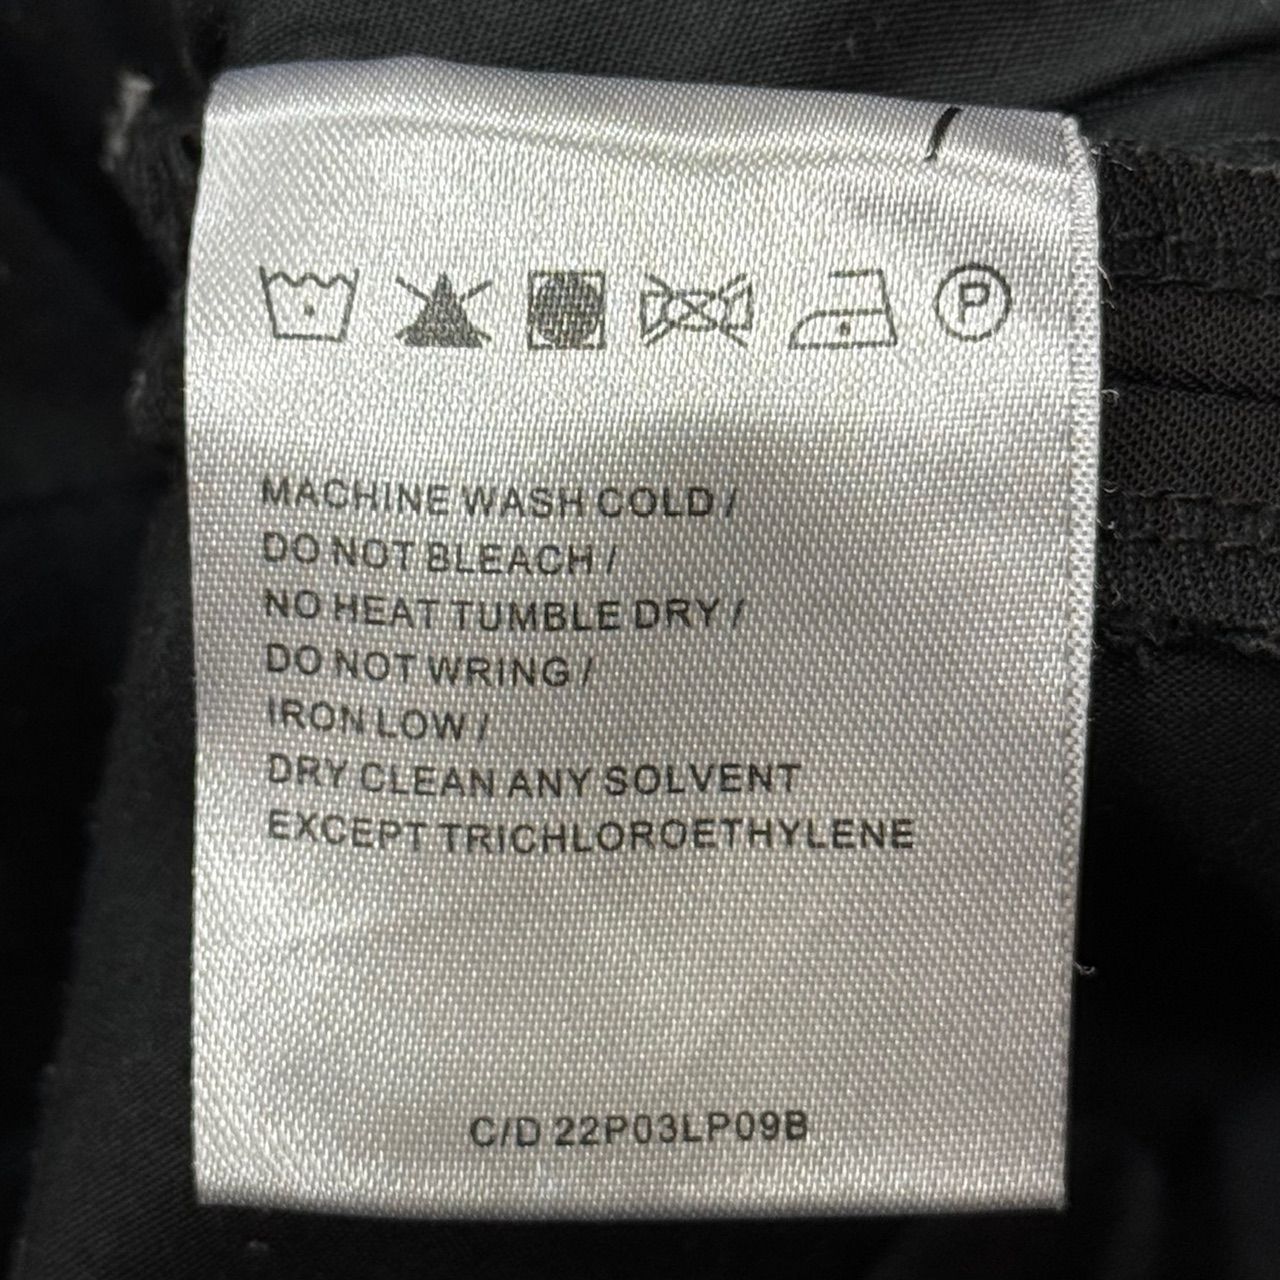 P
MACHINE WASH COLD /
DO NOT BLEACH /
NO HEAT TUMBLE DRY /
DO NOT WRING /
IRON LOW /
DRY CLEAN ANY SOLVENT
EXCEPT TRICHLOROETHYLENE
C/D 22P03LP09B